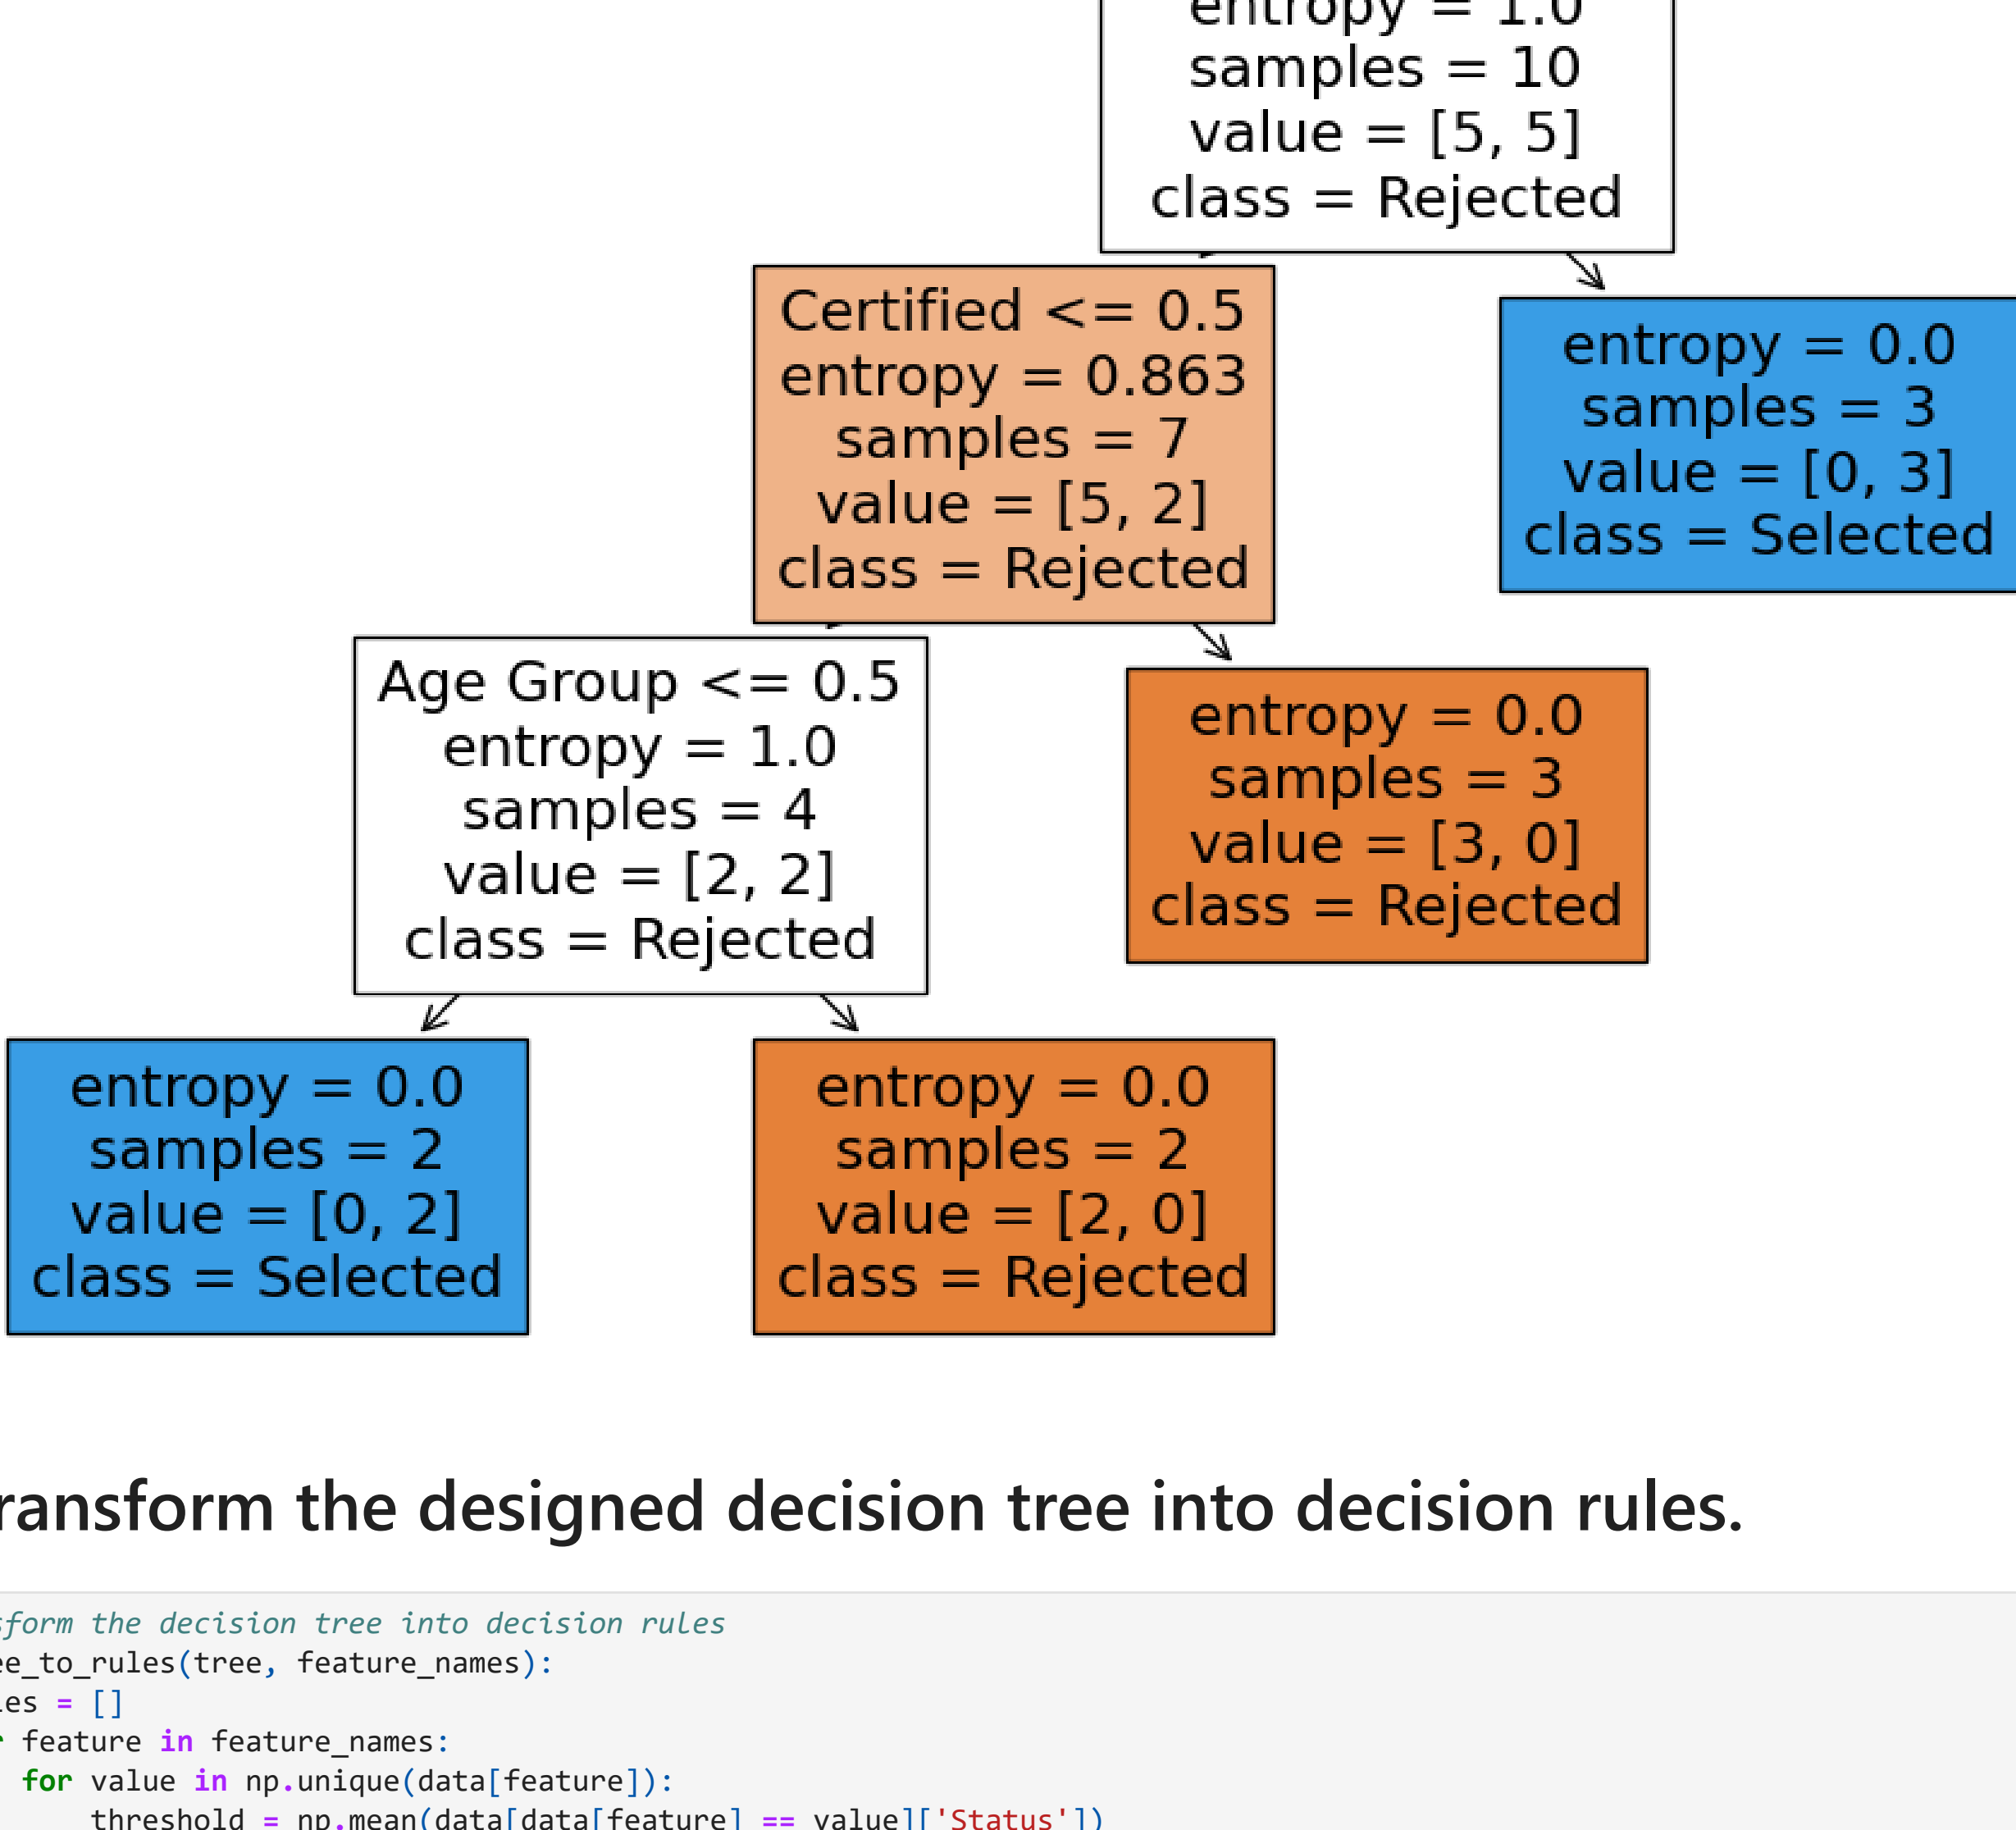 entropy = 1.0
samples = 10
value = [5, 5]
class = Rejected
Certified <= 0.5
entropy = 0.863
samples = 7
value = [5, 2]
class = Rejected
entropy = 0.0
samples = 3
value = [0, 3]
class = Selected
Age Group <= 0.5
entropy = 1.0
samples = 4
value = [2, 2]
class = Rejected
entropy = 0.0
samples = 3
value = [3, 0]
class = Rejected
entropy = 0.0
samples = 2
value = [0, 2]
class = Selected
entropy = 0.0
samples = 2
value = [2, 0]
class = Rejected
ransform the designed decision tree into decision rules.
sform the decision tree into decision rules
ee_to_rules(tree, feature_names):
les = []
r feature in feature_names:
for value in np.unique(data[feature]):
threshold = np.mean(data[data[feature] == value]['Status'])